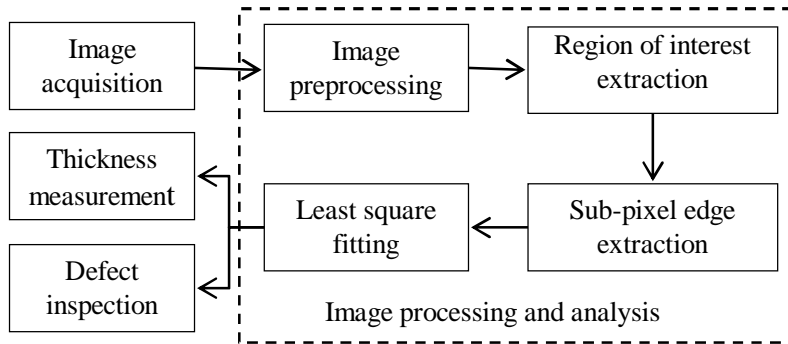 Image
acquisition
Image
preprocessing
Region of interest
extraction
Thickness
measurement
Least square
fitting
Sub-pixel edge
extraction
Defect
inspection
Image processing and analysis